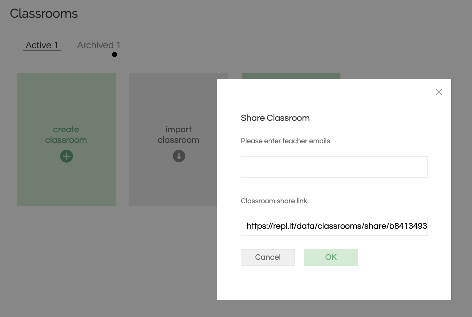 Classrooms
Active 1 Archived 1
create
classroom
import
classroom
Share Classroom
Please enter teacher emails
Classroom share link
https://repl.it/data/classrooms/share/b8413493
Cancel OK